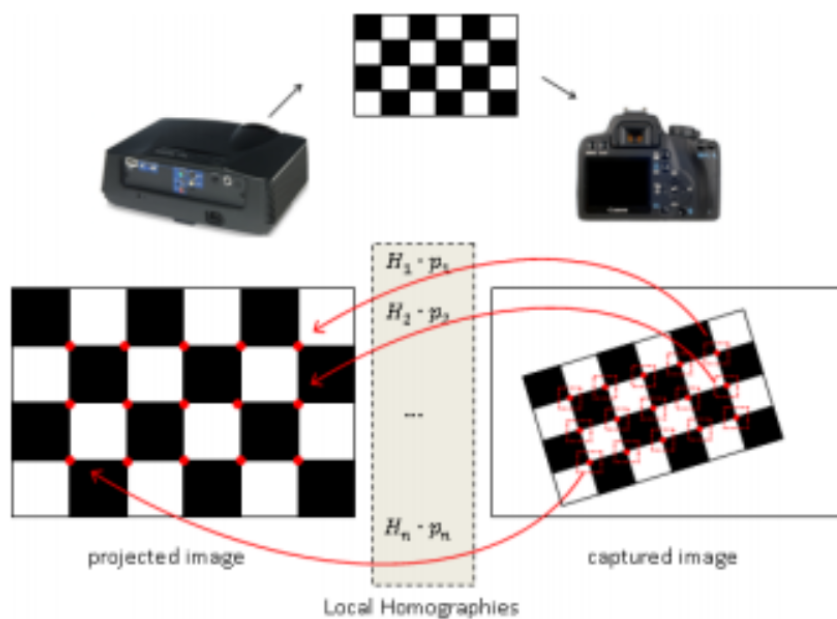 H₁ · p₁
H₂ · p₂
...
Hₙ · pₙ
projected image
captured image
Local Homographies